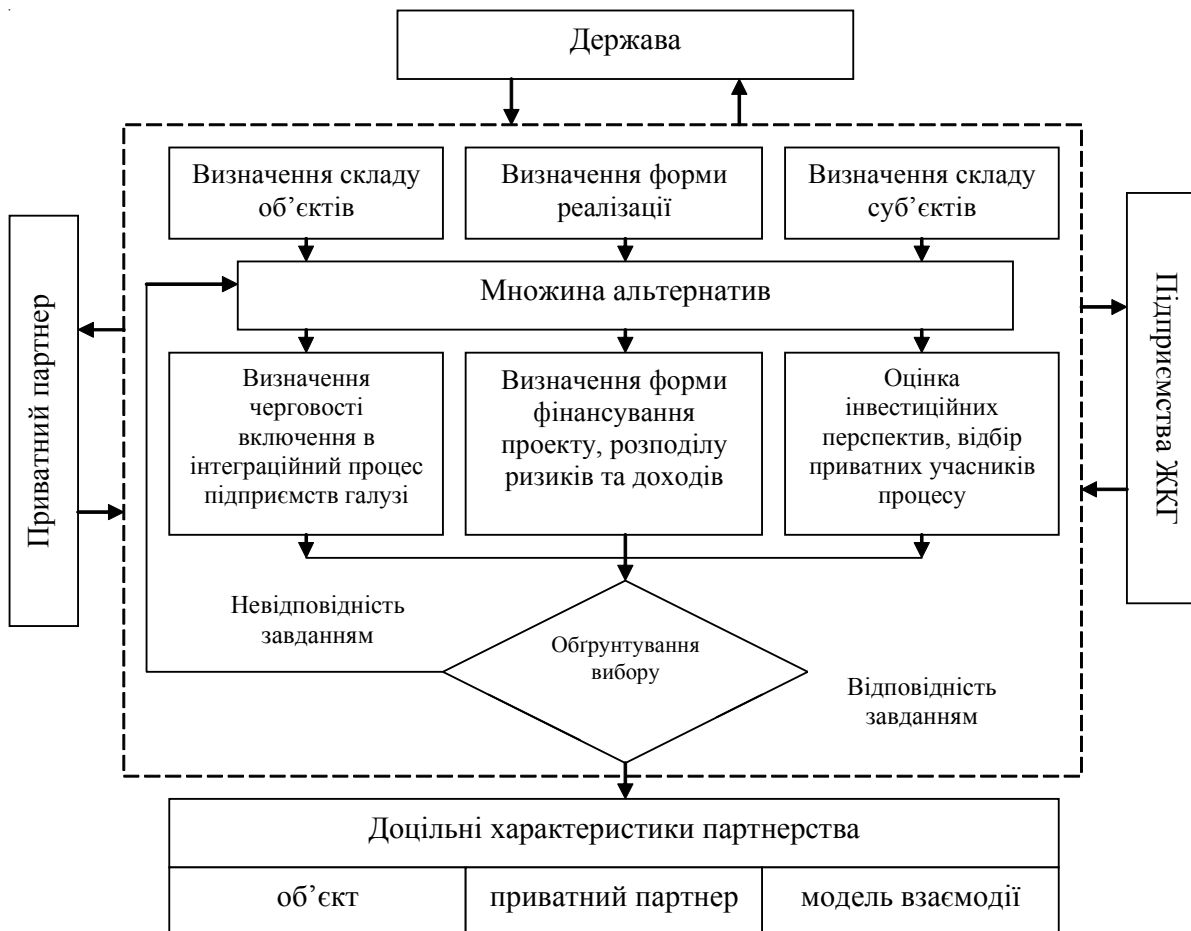 Держава
Визначення складу
об’єктів
Визначення форми
реалізації
Визначення складу
суб’єктів
Приватний партнер
Підприємства ЖКГ
Множина альтернатив
Визначення
черговості
включення в
інтеграційний процес
підприємств галузі
Визначення форми
фінансування
проекту, розподілу
ризиків та доходів
Оцінка
інвестиційних
перспектив, відбір
приватних учасників
процесу
Невідповідність
завданням
Обґрунтування
вибору
Відповідність
завданням
Доцільні характеристики партнерства
об’єкт
приватний партнер
модель взаємодії